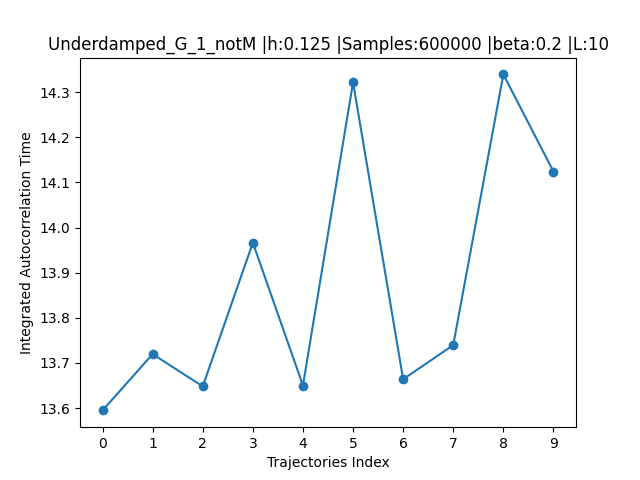 Underdamped_G_1_notM |h:0.125 |Samples:600000 |beta:0.2 |L:10
Integrated Autocorrelation Time
14.3
14.2
14.1
14.0
13.9
13.8
13.7
13.6
0 1 2 3 4 5 6 7 8 9
Trajectories Index